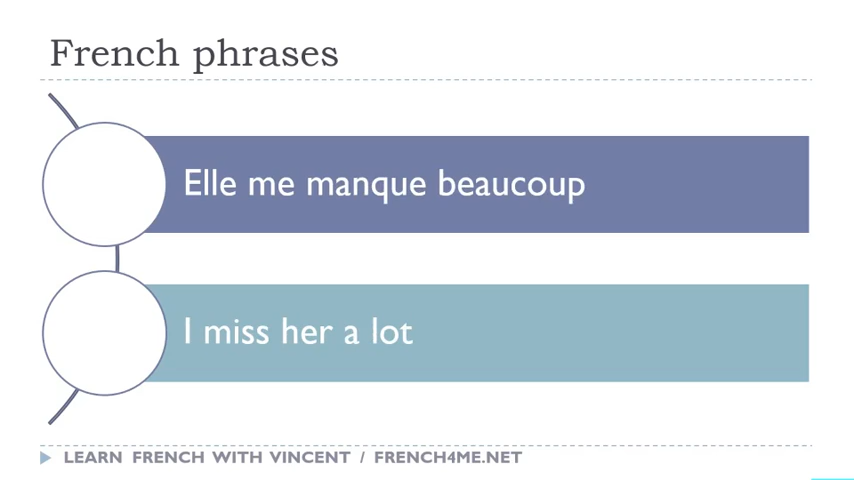 French phrases
Elle me manque beaucoup
I miss her a lot
LEARN FRENCH WITH VINCENT / FRENCH4ME.NET